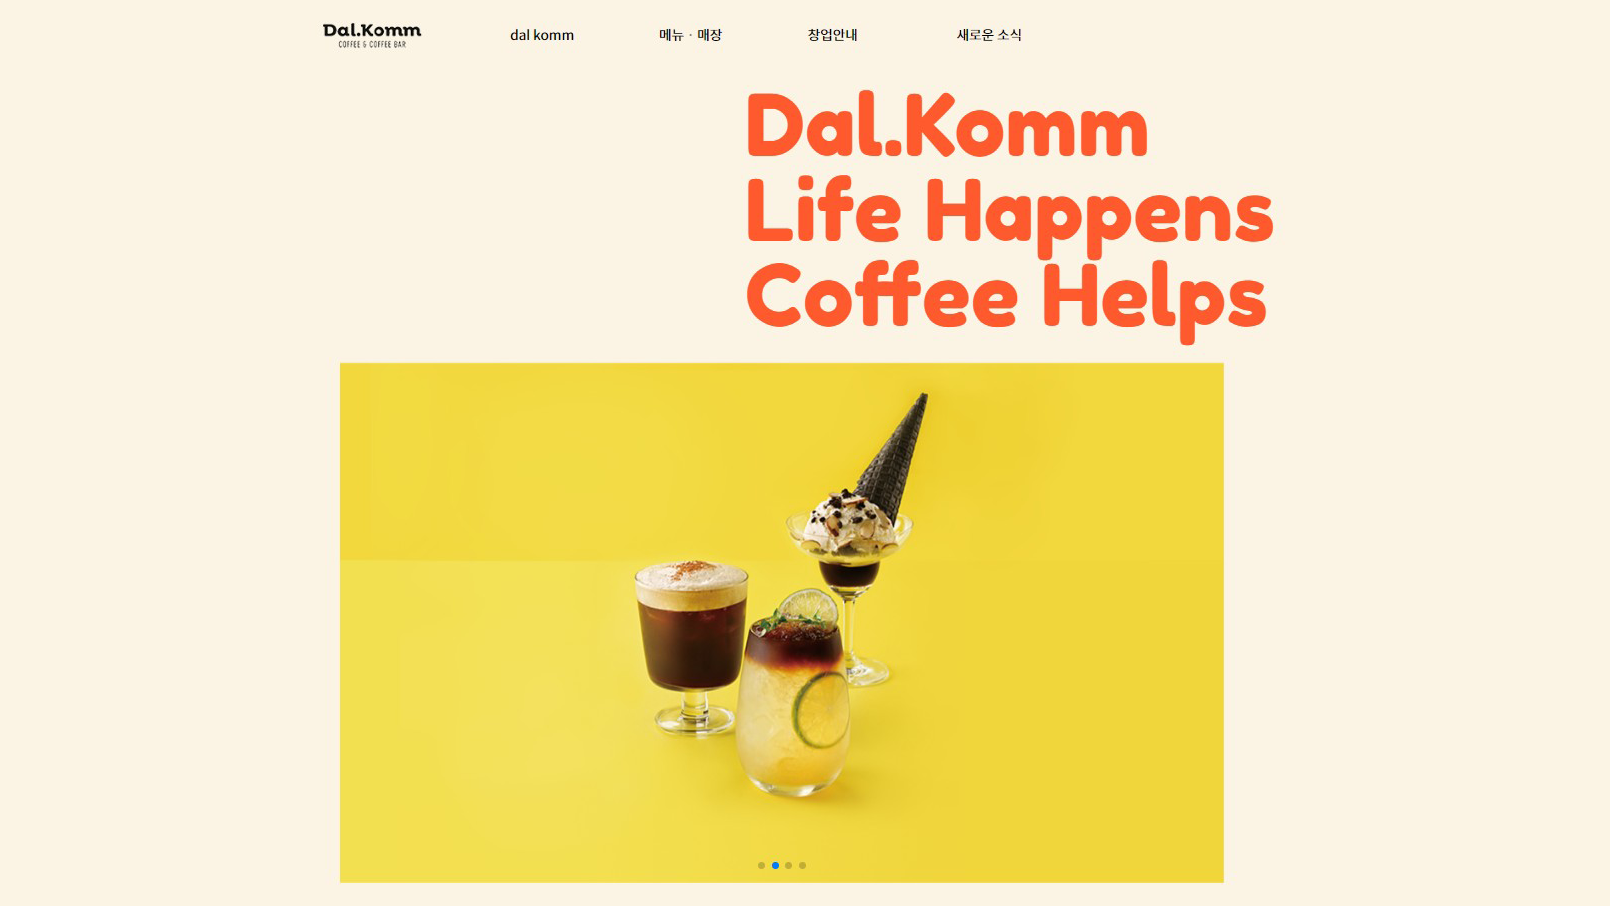 Dal.Komm
COFFEE & COFFEE BAR
dal komm
메뉴 · 매장
창업안내
새로운 소식
Dal.Komm
Life Happens
Coffee Helps